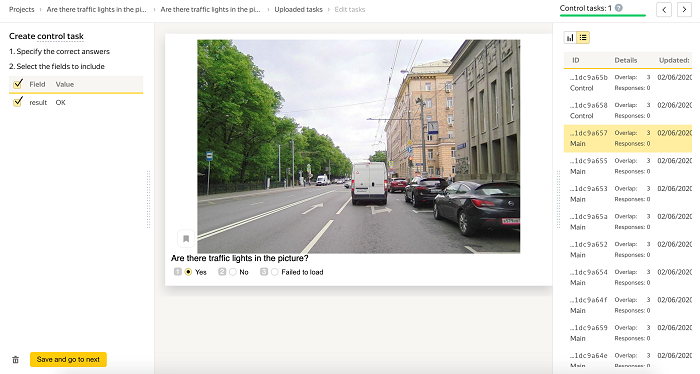 Projects › Are there traffic lights in the pi... › Are there traffic lights in the pi... › Uploaded tasks › Edit tasks
Control tasks: 1 ?
Create control task
1. Specify the correct answers
2. Select the fields to include
Field Value
result OK
Are there traffic lights in the picture?
1 Yes 2 No 3 Failed to load
Save and go to next
ID Details Updated:
...1dc9a65b Overlap: 3 02/06/2020
Control Responses: 0
...1dc9a658 Overlap: 3 02/06/2020
Control Responses: 0
...1dc9a657 Overlap: 3 02/06/2020
Main Responses: 0
...1dc9a655 Overlap: 3 02/06/2020
Main Responses: 0
...1dc9a653 Overlap: 3 02/06/2020
Main Responses: 0
...1dc9a65a Overlap: 3 02/06/2020
Main Responses: 0
...1dc9a652 Overlap: 3 02/06/2020
Main Responses: 0
...1dc9a654 Overlap: 3 02/06/2020
Main Responses: 0
...1dc9a64f Overlap: 3 02/06/2020
Main Responses: 0
...1dc9a659 Overlap: 3 02/06/2020
Main Responses: 0
...1dc9a64e Overlap: 3 02/06/2020
Main Responses: 0